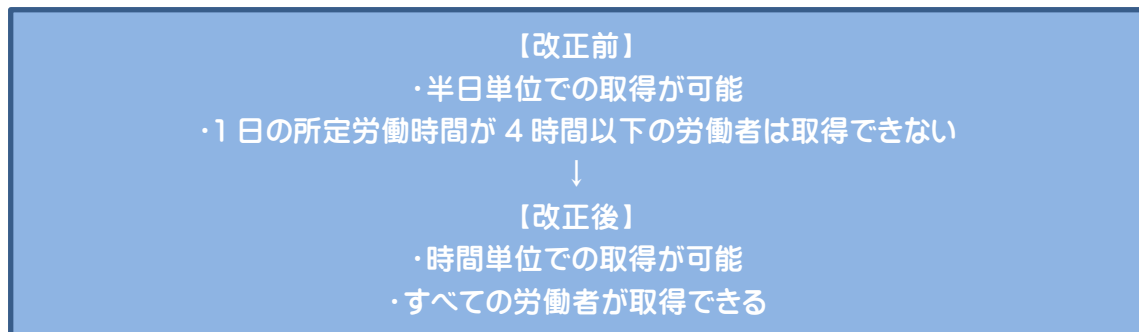 【改正前】
・半日単位での取得が可能
・1 日の所定労働時間が 4 時間以下の労働者は取得できない
↓
【改正後】
・時間単位での取得が可能
・すべての労働者が取得できる